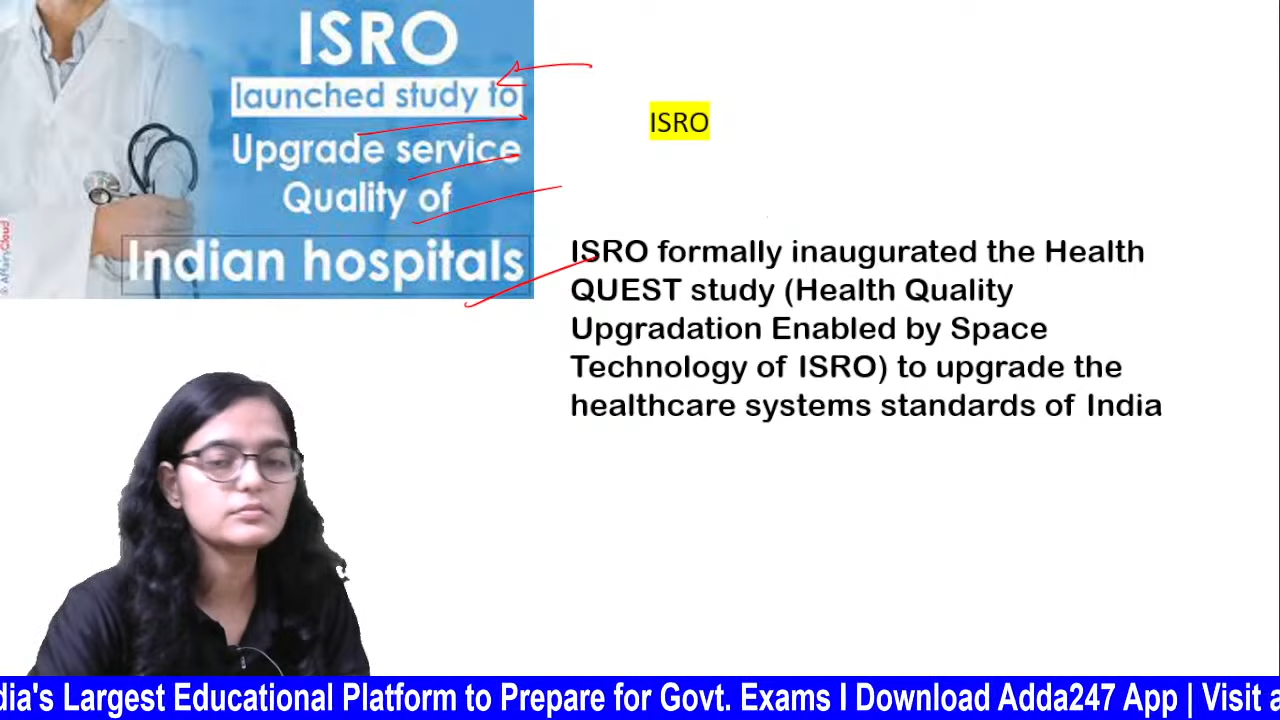 ISRO
launched study to
Upgrade service
Quality of
Indian hospitals
© AffairsCloud
ISRO
ISRO formally inaugurated the Health
QUEST study (Health Quality
Upgradation Enabled by Space
Technology of ISRO) to upgrade the
healthcare systems standards of India
dia's Largest Educational Platform to Prepare for Govt. Exams I Download Adda247 App | Visit a